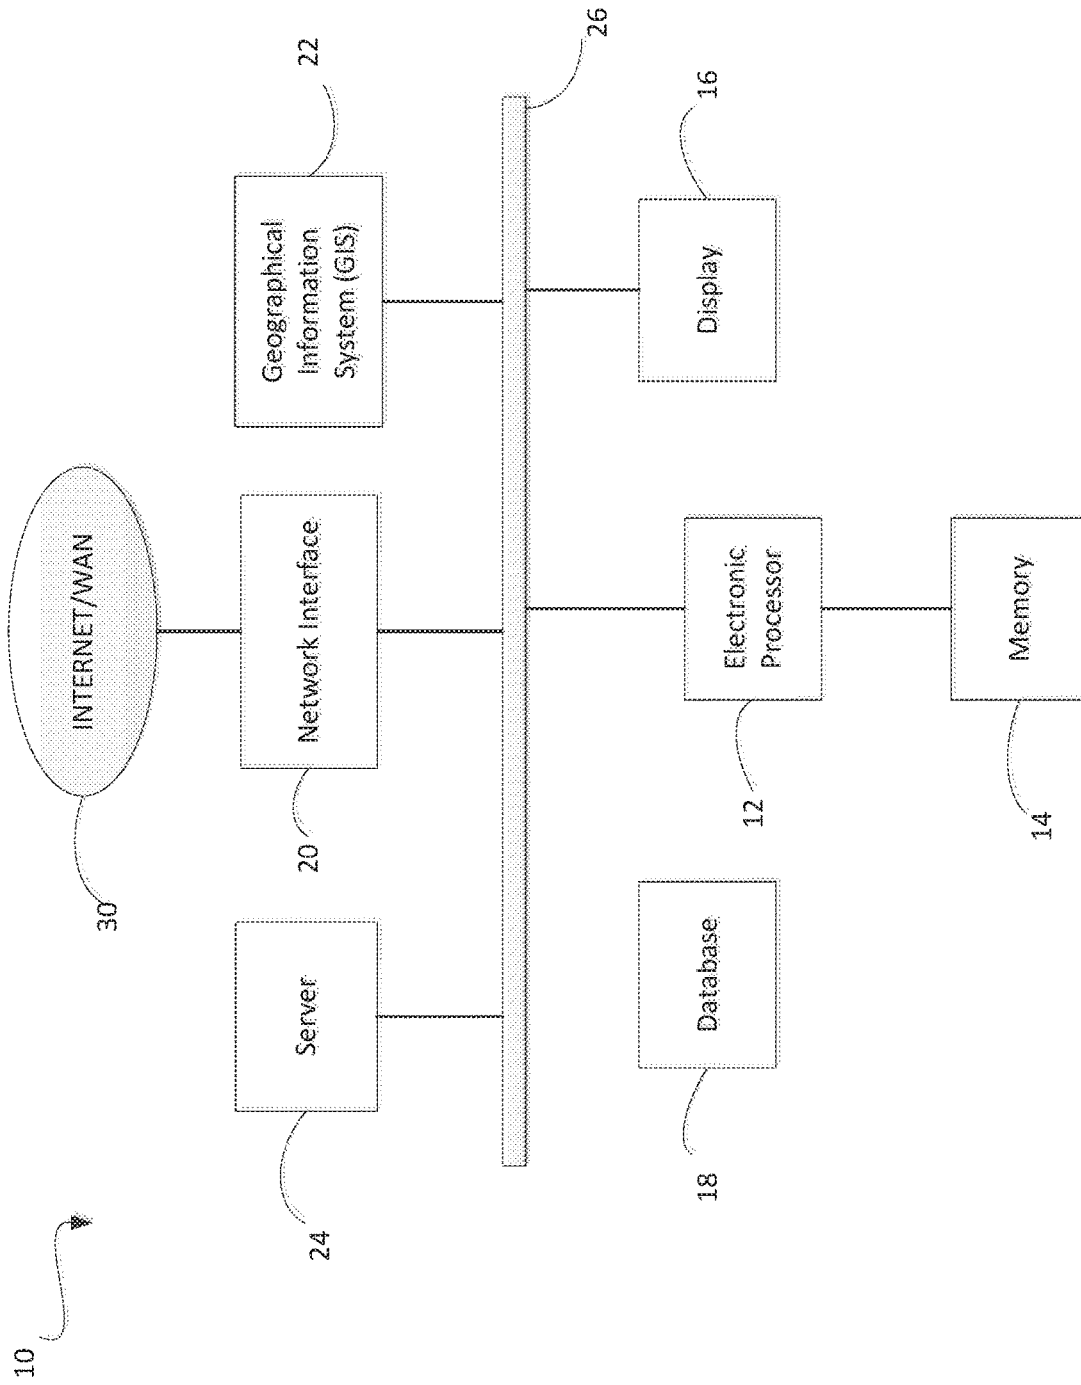 10
30
INTERNET/WAN
24
Server
20
Network Interface
22
Geographical
Information
System (GIS)
26
18
Database
12
Electronic
Processor
16
Display
14
Memory